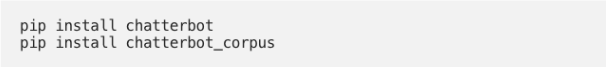 pip install chatterbot
pip install chatterbot_corpus